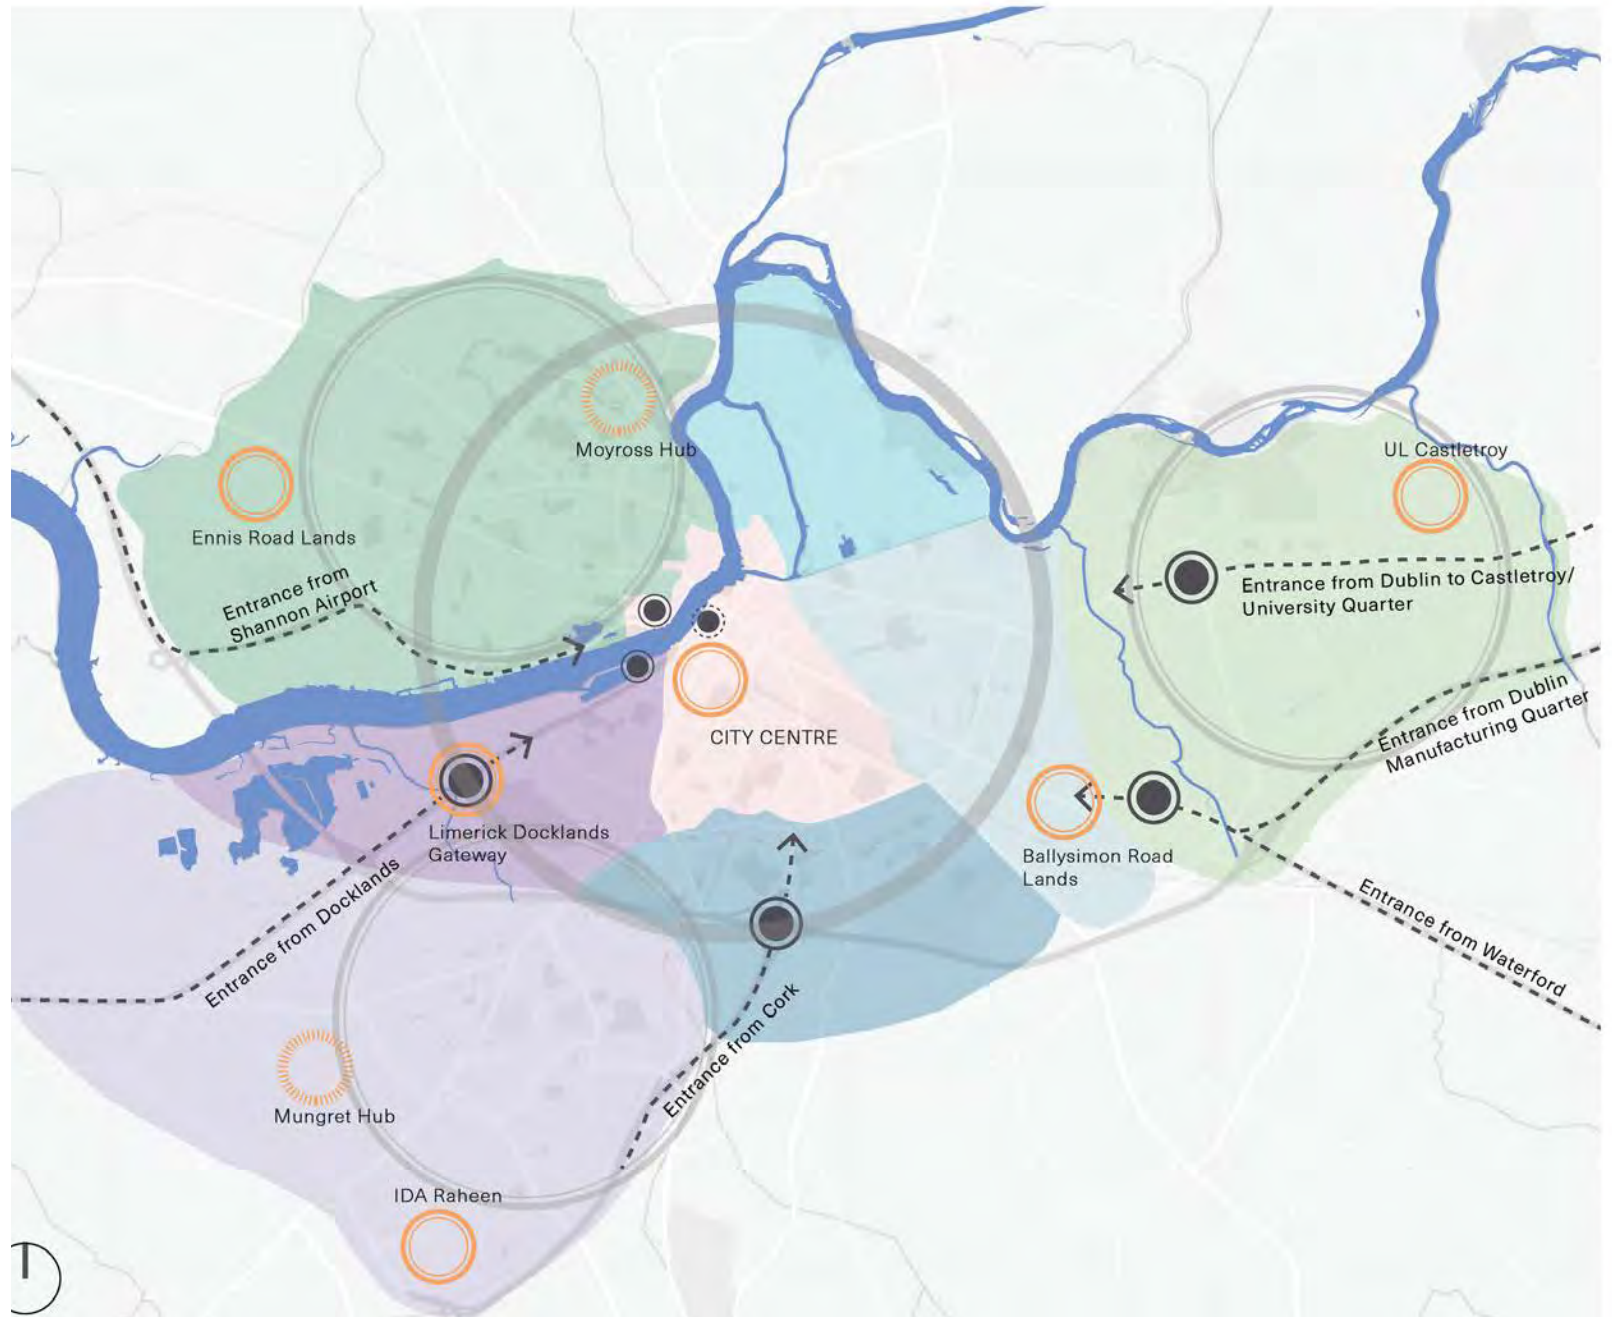 Moyross Hub
UL Castletroy
Ennis Road Lands
Entrance from
Shannon Airport
Entrance from Dublin to Castletroy/
University Quarter
Entrance from Dublin
Manufacturing Quarter
CITY CENTRE
Limerick Docklands
Gateway
Ballysimon Road
Lands
Entrance from Docklands
Entrance from Waterford
Entrance from Cork
Mungret Hub
IDA Raheen